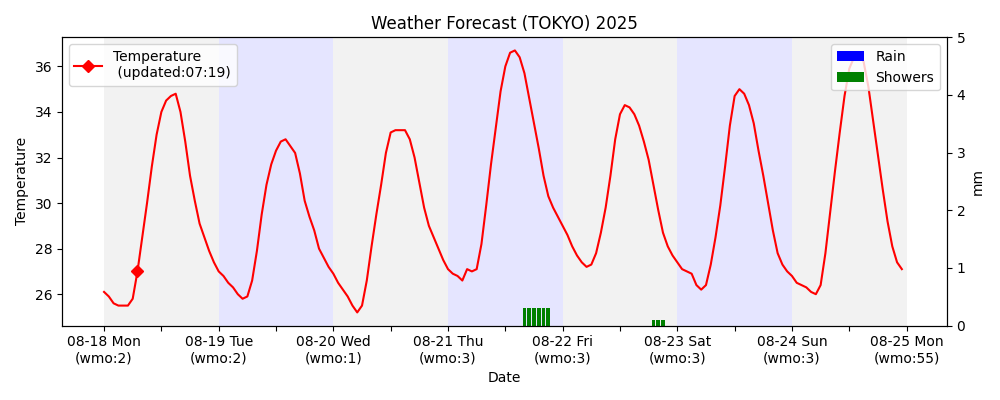 Weather Forecast (TOKYO) 2025
Temperature
(updated:07:19)
Rain
Showers
36
34
32
30
28
26
Temperature
5
4
3
2
1
0
mm
08-18 Mon 08-19 Tue 08-20 Wed 08-21 Thu 08-22 Fri 08-23 Sat 08-24 Sun 08-25 Mon
(wmo:2) (wmo:2) (wmo:1) (wmo:3) (wmo:3) (wmo:3) (wmo:3) (wmo:55)
Date